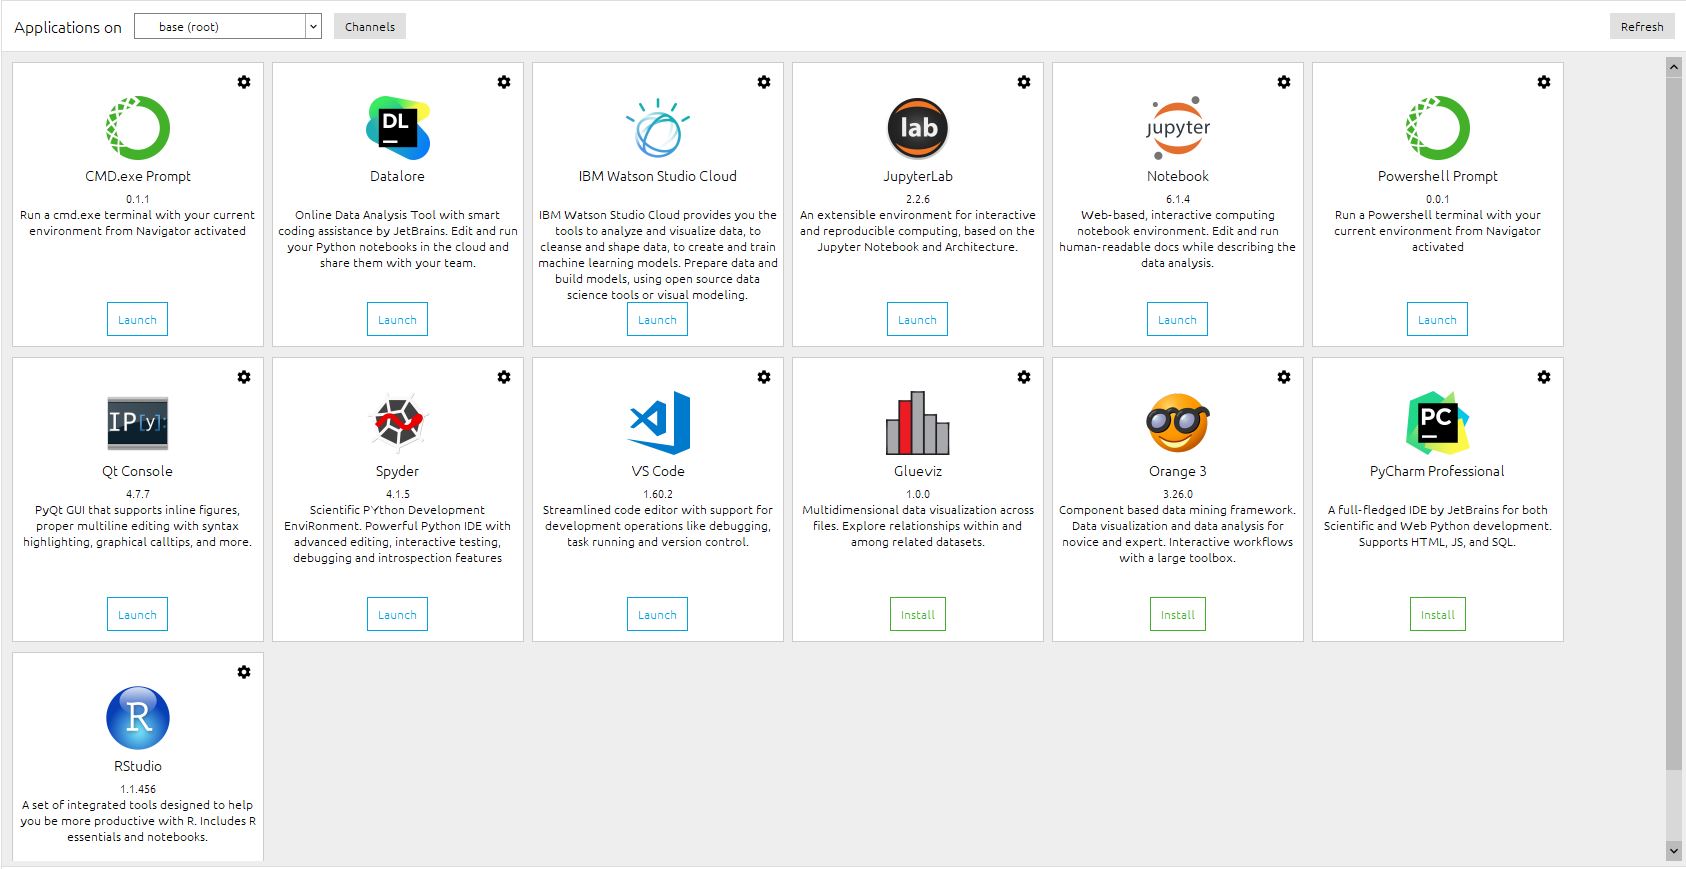 Applications on
base (root)
Channels
Refresh
CMD.exe Prompt
0.1.1
Run a cmd.exe terminal with your current
environment from Navigator activated
Launch
DL
Datalore
Online Data Analysis Tool with smart
coding assistance by JetBrains. Edit and run
your Python notebooks in the cloud and
share them with your team.
Launch
IBM Watson Studio Cloud
IBM Watson Studio Cloud provides you the
tools to analyze and visualize data, to
cleanse and shape data, to create and train
machine learning models. Prepare data and
build models, using open source data
science tools or visual modeling.
Launch
lab
JupyterLab
2.2.6
An extensible environment for interactive
and reproducible computing, based on the
Jupyter Notebook and Architecture.
Launch
jupyter
Notebook
6.1.4
Web-based, interactive computing
notebook environment. Edit and run
human-readable docs while describing the
data analysis.
Launch
Powershell Prompt
0.0.1
Run a Powershell terminal with your
current environment from Navigator
activated
Launch
IP[y]:
Qt Console
4.7.7
PyQt GUI that supports inline figures,
proper multiline editing with syntax
highlighting, graphical calltips, and more.
Launch
Spyder
4.1.5
Scientific PYthon Development
EnviRonment. Powerful Python IDE with
advanced editing, interactive testing,
debugging and introspection features
Launch
VS Code
1.60.2
Streamlined code editor with support for
development operations like debugging,
task running and version control.
Launch
Glueviz
1.0.0
Multidimensional data visualization across
files. Explore relationships within and
among related datasets.
Install
Orange 3
3.26.0
Component based data mining framework.
Data visualization and data analysis for
novice and expert. Interactive workflows
with a large toolbox.
Install
PC
PyCharm Professional
A full-fledged IDE by JetBrains for both
Scientific and Web Python development.
Supports HTML, JS, and SQL.
Install
R
RStudio
1.1.456
A set of integrated tools designed to help
you be more productive with R. Includes R
essentials and notebooks.